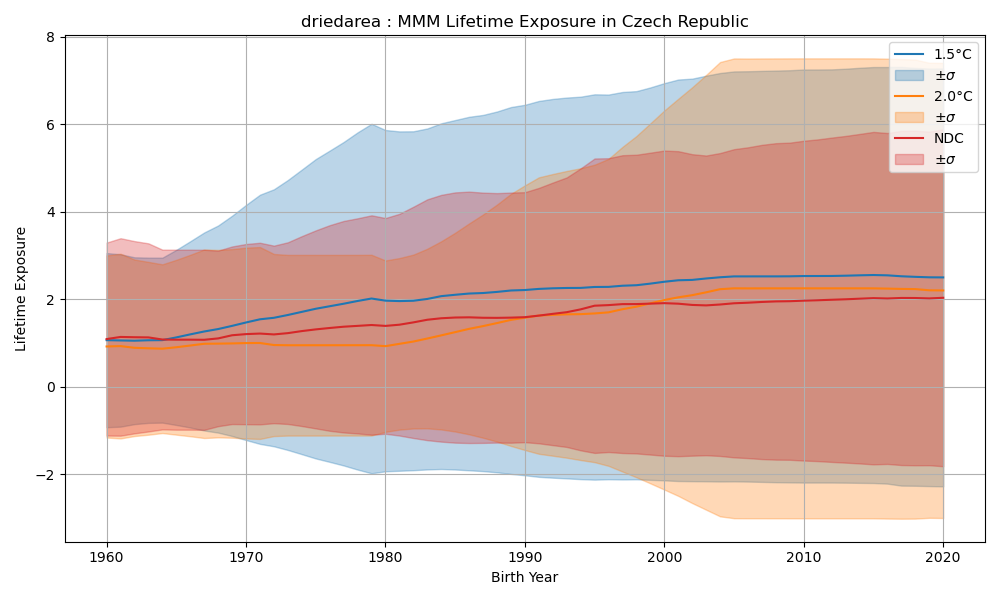 driedarea : MMM Lifetime Exposure in Czech Republic
8
6
4
2
0
−2
Lifetime Exposure
1.5°C
±σ
2.0°C
±σ
NDC
±σ
1960 1970 1980 1990 2000 2010 2020
Birth Year